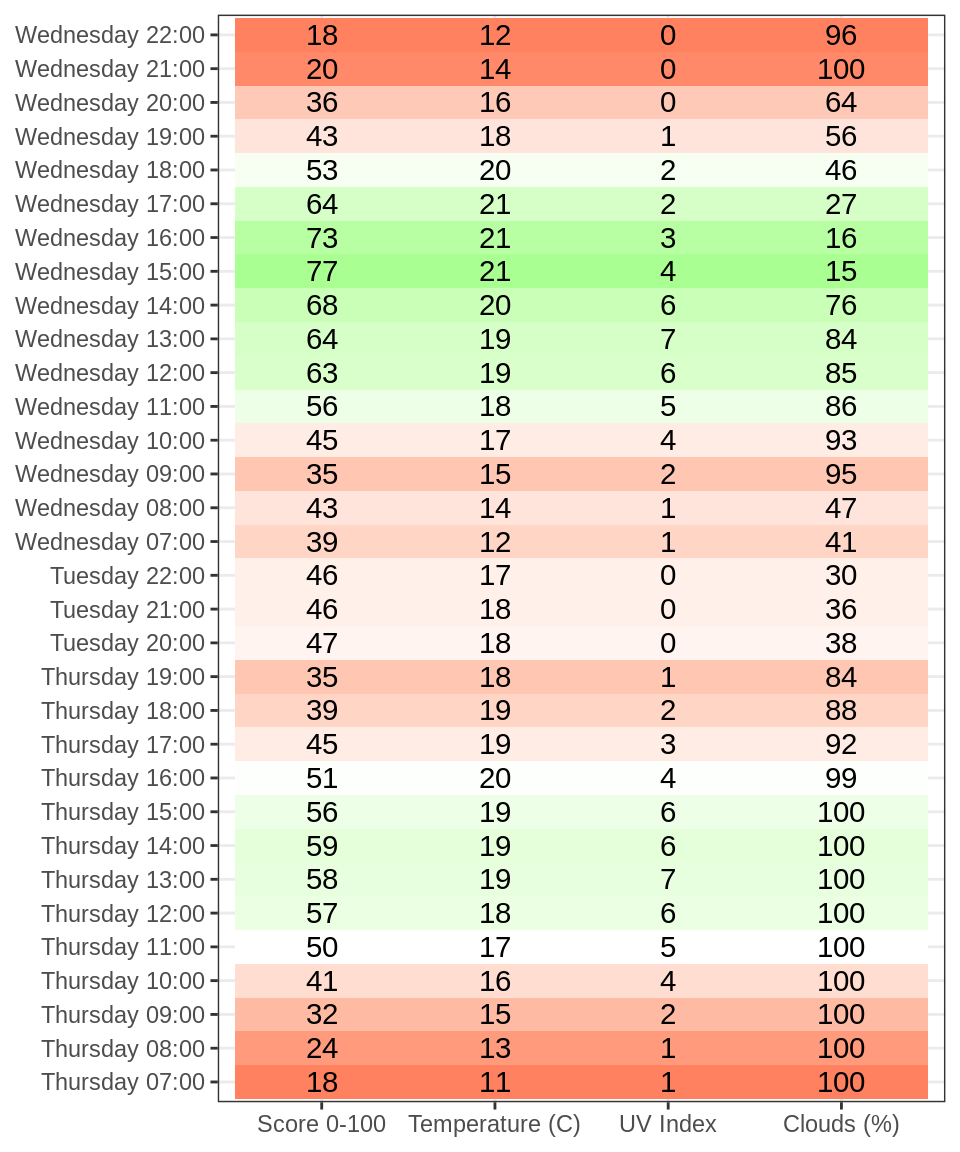 Wednesday 22:00 18 12 0 96
Wednesday 21:00 20 14 0 100
Wednesday 20:00 36 16 0 64
Wednesday 19:00 43 18 1 56
Wednesday 18:00 53 20 2 46
Wednesday 17:00 64 21 2 27
Wednesday 16:00 73 21 3 16
Wednesday 15:00 77 21 4 15
Wednesday 14:00 68 20 6 76
Wednesday 13:00 64 19 7 84
Wednesday 12:00 63 19 6 85
Wednesday 11:00 56 18 5 86
Wednesday 10:00 45 17 4 93
Wednesday 09:00 35 15 2 95
Wednesday 08:00 43 14 1 47
Wednesday 07:00 39 12 1 41
Tuesday 22:00 46 17 0 30
Tuesday 21:00 46 18 0 36
Tuesday 20:00 47 18 0 38
Thursday 19:00 35 18 1 84
Thursday 18:00 39 19 2 88
Thursday 17:00 45 19 3 92
Thursday 16:00 51 20 4 99
Thursday 15:00 56 19 6 100
Thursday 14:00 59 19 6 100
Thursday 13:00 58 19 7 100
Thursday 12:00 57 18 6 100
Thursday 11:00 50 17 5 100
Thursday 10:00 41 16 4 100
Thursday 09:00 32 15 2 100
Thursday 08:00 24 13 1 100
Thursday 07:00 18 11 1 100
Score 0-100 Temperature (C) UV Index Clouds (%)